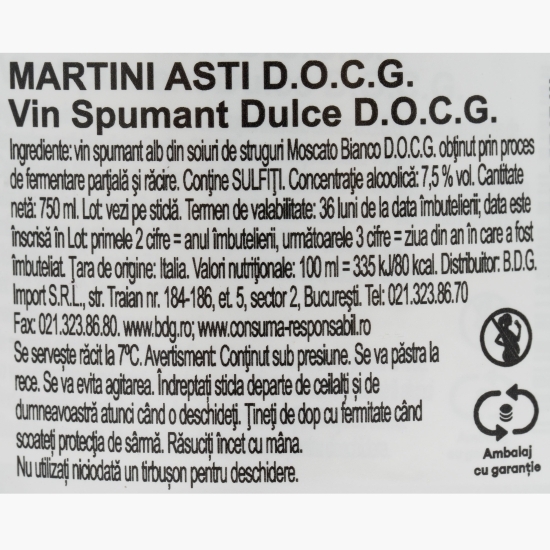 MARTINI ASTI D.O.C.G.
Vin Spumant Dulce D.O.C.G.
Ingrediente: vin spumant alb din soiuri de struguri Moscato Bianco D.O.C.G. obținut prin proces
de fermentare parțială și răcire. Conține SULFIȚI. Concentrație alcoolică: 7,5 % vol. Cantitate
netă: 750 ml. Lot: vezi pe sticlă. Termen de valabilitate: 36 luni de la data îmbutelierii; data este
înscrisă în Lot: primele 2 cifre = anul îmbutelierii, următoarele 3 cifre = ziua din an în care a fost
îmbuteliat. Țara de origine: Italia. Valori nutriționale: 100 ml = 335 kJ/80 kcal. Distribuitor: B.D.G.
Import S.R.L., str. Traian nr. 184-186, et. 5, sector 2, București. Tel: 021.323.86.70
Fax: 021.323.86.80. www.bdg.ro; www.consuma-responsabil.ro
Se servește răcit la 7°C. Avertisment: Conținut sub presiune. Se va păstra la
rece. Se va evita agitarea. Îndreptați sticla departe de ceilalți și de
dumneavoastră atunci când o deschideți. Țineți de dop cu fermitate când
scoateți protecția de sârmă. Răsuciți încet cu mâna.
Nu utilizați niciodată un tirbușon pentru deschidere.
Ambalaj
cu garanție